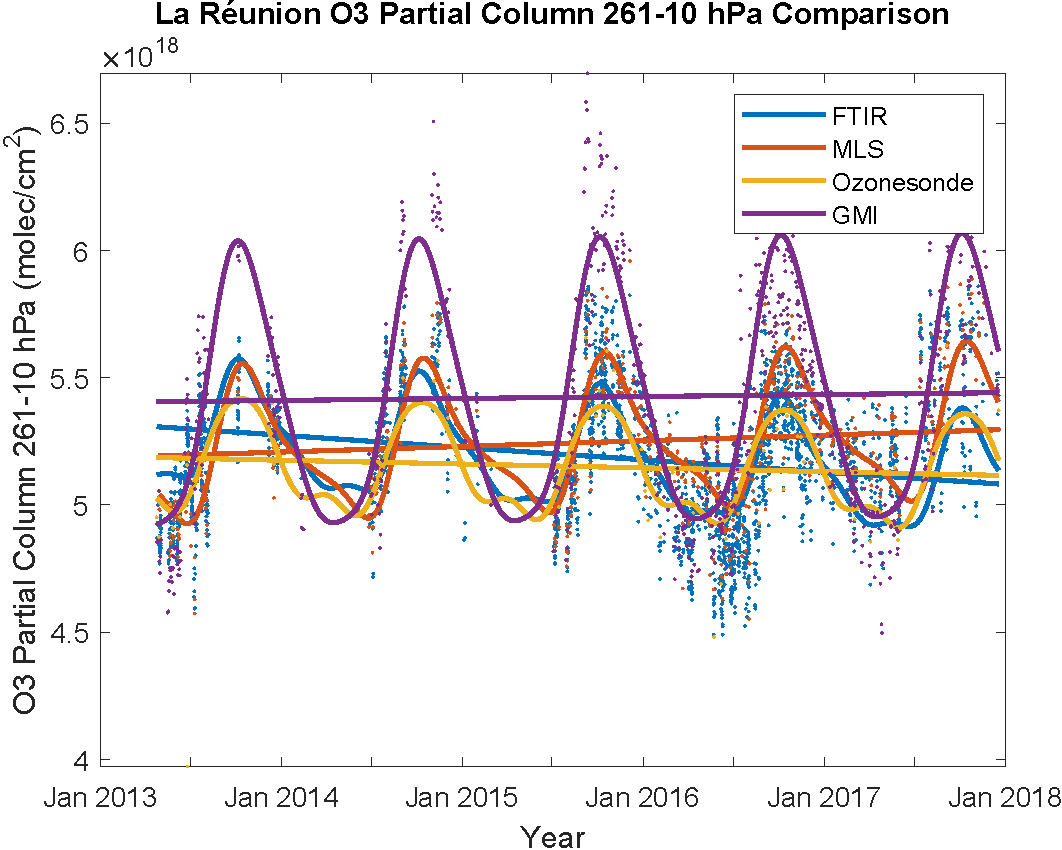 La Réunion O3 Partial Column 261-10 hPa Comparison
×10^18
O3 Partial Column 261-10 hPa (molec/cm^2)
6.5
6
5.5
5
4.5
4
FTIR
MLS
Ozonesonde
GMI
Jan 2013 Jan 2014 Jan 2015 Jan 2016 Jan 2017 Jan 2018
Year